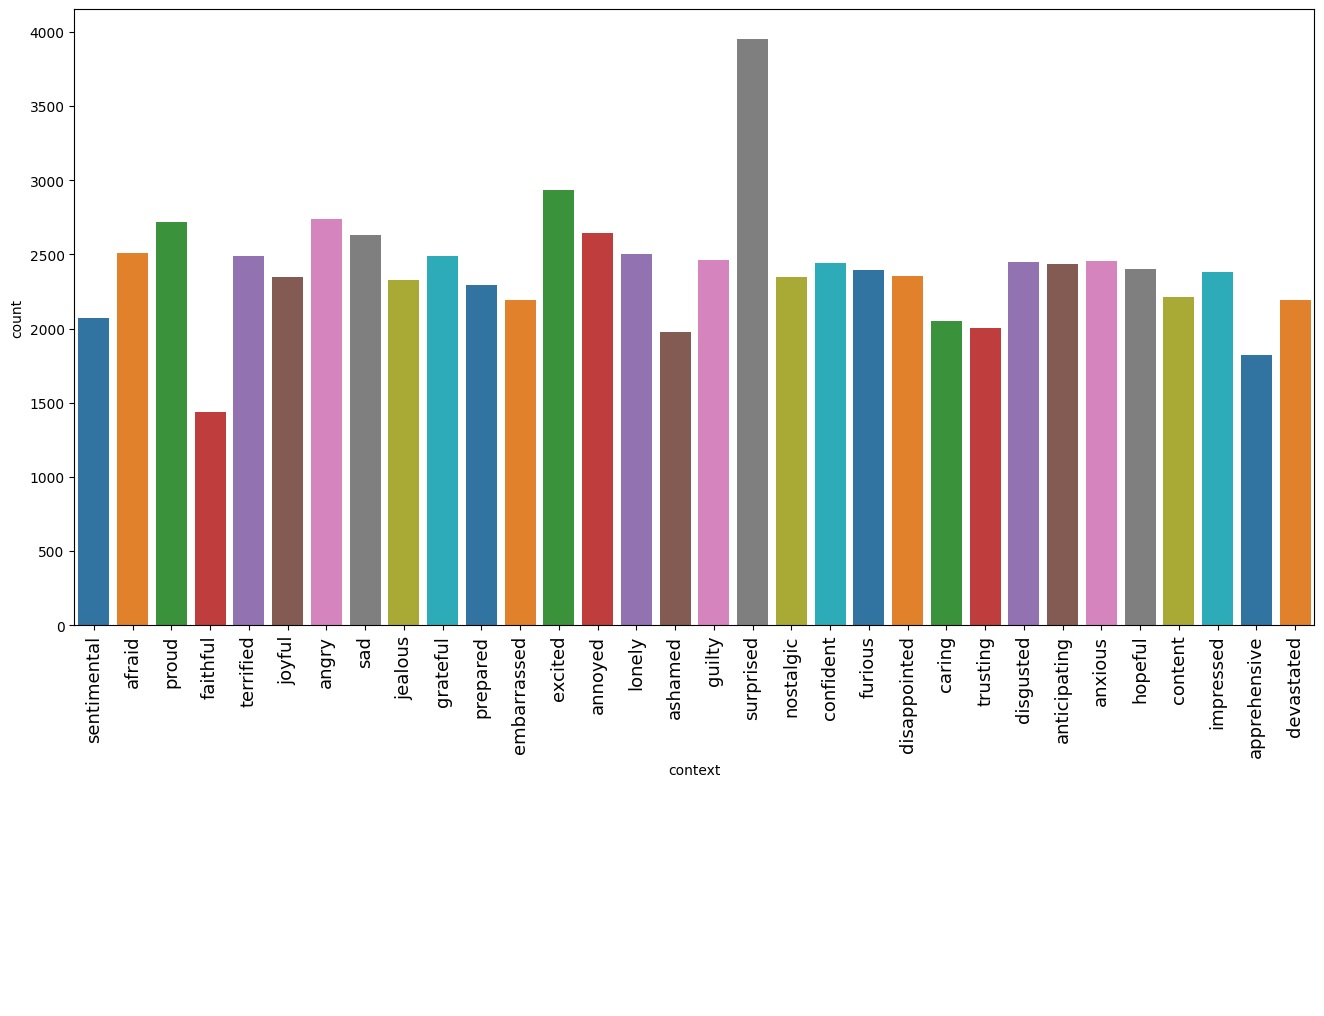 4000
3500
3000
2500
2000
1500
1000
500
0
count
sentimental
afraid
proud
faithful
terrified
joyful
angry
sad
jealous
grateful
prepared
embarrassed
excited
annoyed
lonely
ashamed
guilty
surprised
nostalgic
confident
furious
disappointed
caring
trusting
disgusted
anticipating
anxious
hopeful
content
impressed
apprehensive
devastated
context